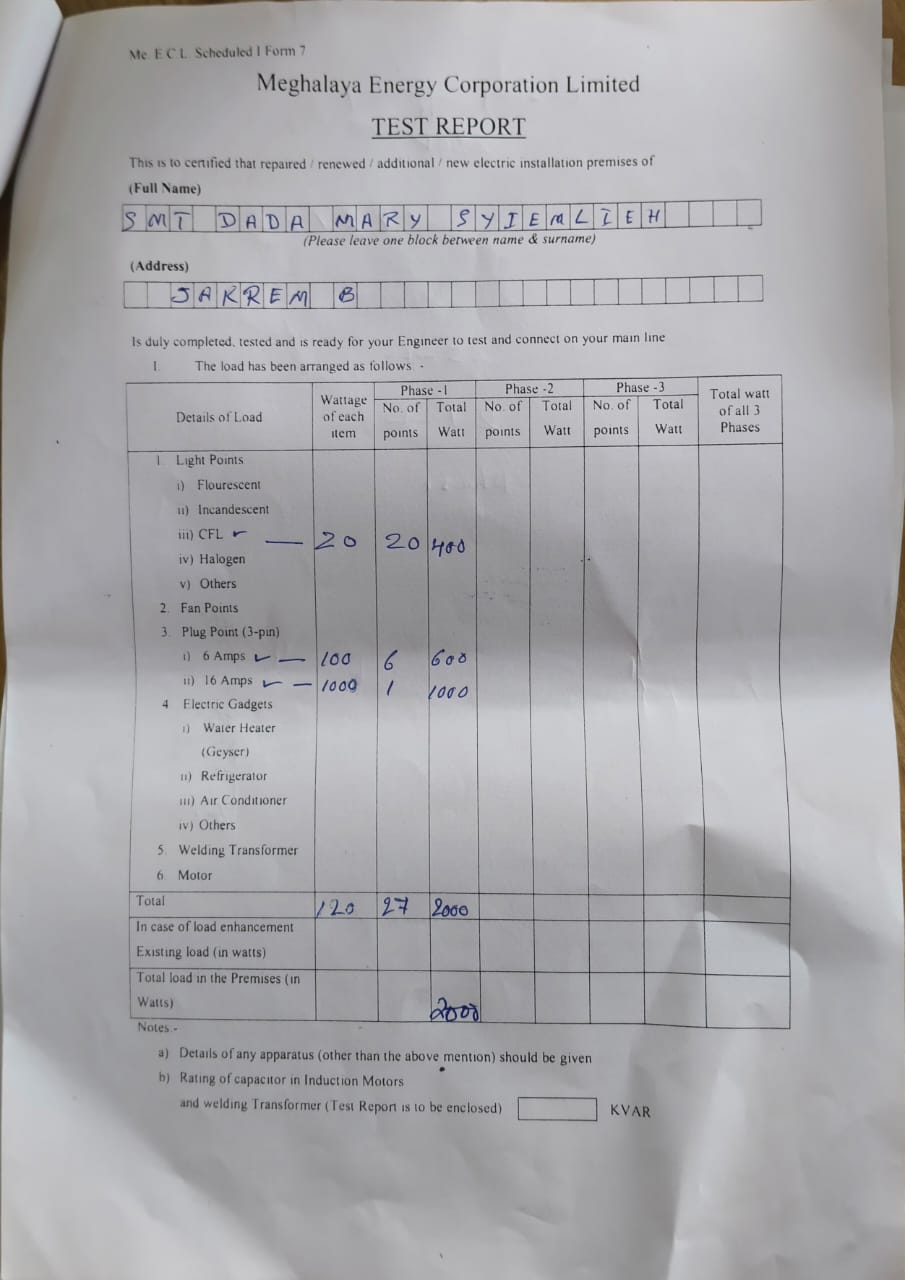 Me. E C L Scheduled I Form 7
Meghalaya Energy Corporation Limited
TEST REPORT
This is to certified that repaired / renewed / additional / new electric installation premises of
(Full Name)
SMT DADA MARY SYIEMLIEH
(Please leave one block between name & surname)
(Address)
JAKREM B
Is duly completed, tested and is ready for your Engineer to test and connect on your main line
1. The load has been arranged as follows :-
Details of Load Wattage of each item Phase -1 Phase -2 Phase -3 Total watt of all 3 Phases
No. of points Total Watt No. of points Total Watt No. of points Total Watt
1. Light Points
i) Flourescent
ii) Incandescent
iii) CFL ✓ — 20 20 400
iv) Halogen
v) Others
2. Fan Points
3. Plug Point (3-pin)
i) 6 Amps ✓ — 100 6 600
ii) 16 Amps ✓ — 1000 1 1000
4 Electric Gadgets
i) Water Heater
(Geyser)
ii) Refrigerator
iii) Air Conditioner
iv) Others
5. Welding Transformer
6. Motor
Total 120 27 2000
In case of load enhancement
Existing load (in watts)
Total load in the Premises (in
Watts) 2000
Notes -
a) Details of any apparatus (other than the above mention) should be given
b) Rating of capacitor in Induction Motors
and welding Transformer (Test Report is to be enclosed) KVAR